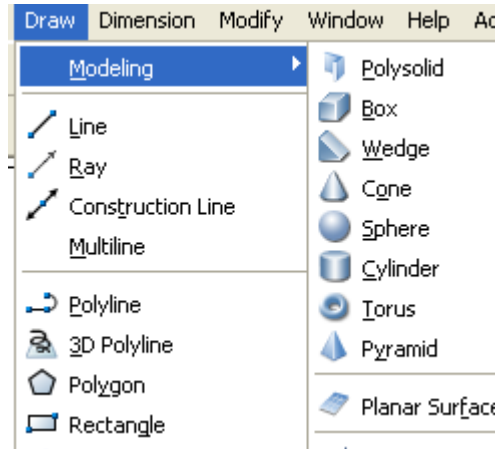 Draw Dimension Modify Window Help
Modeling
Line
Ray
Construction Line
Multiline
Polyline
3D Polyline
Polygon
Rectangle
Polysolid
Box
Wedge
Cone
Sphere
Cylinder
Torus
Pyramid
Planar Surface